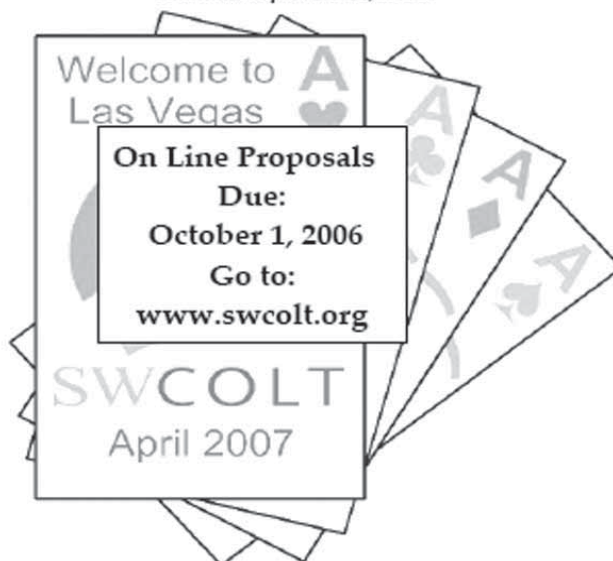 Welcome to
Las Vegas
A
A
A
A
On Line Proposals
Due:
October 1, 2006
Go to:
www.swcolt.org
SWCOLT
April 2007